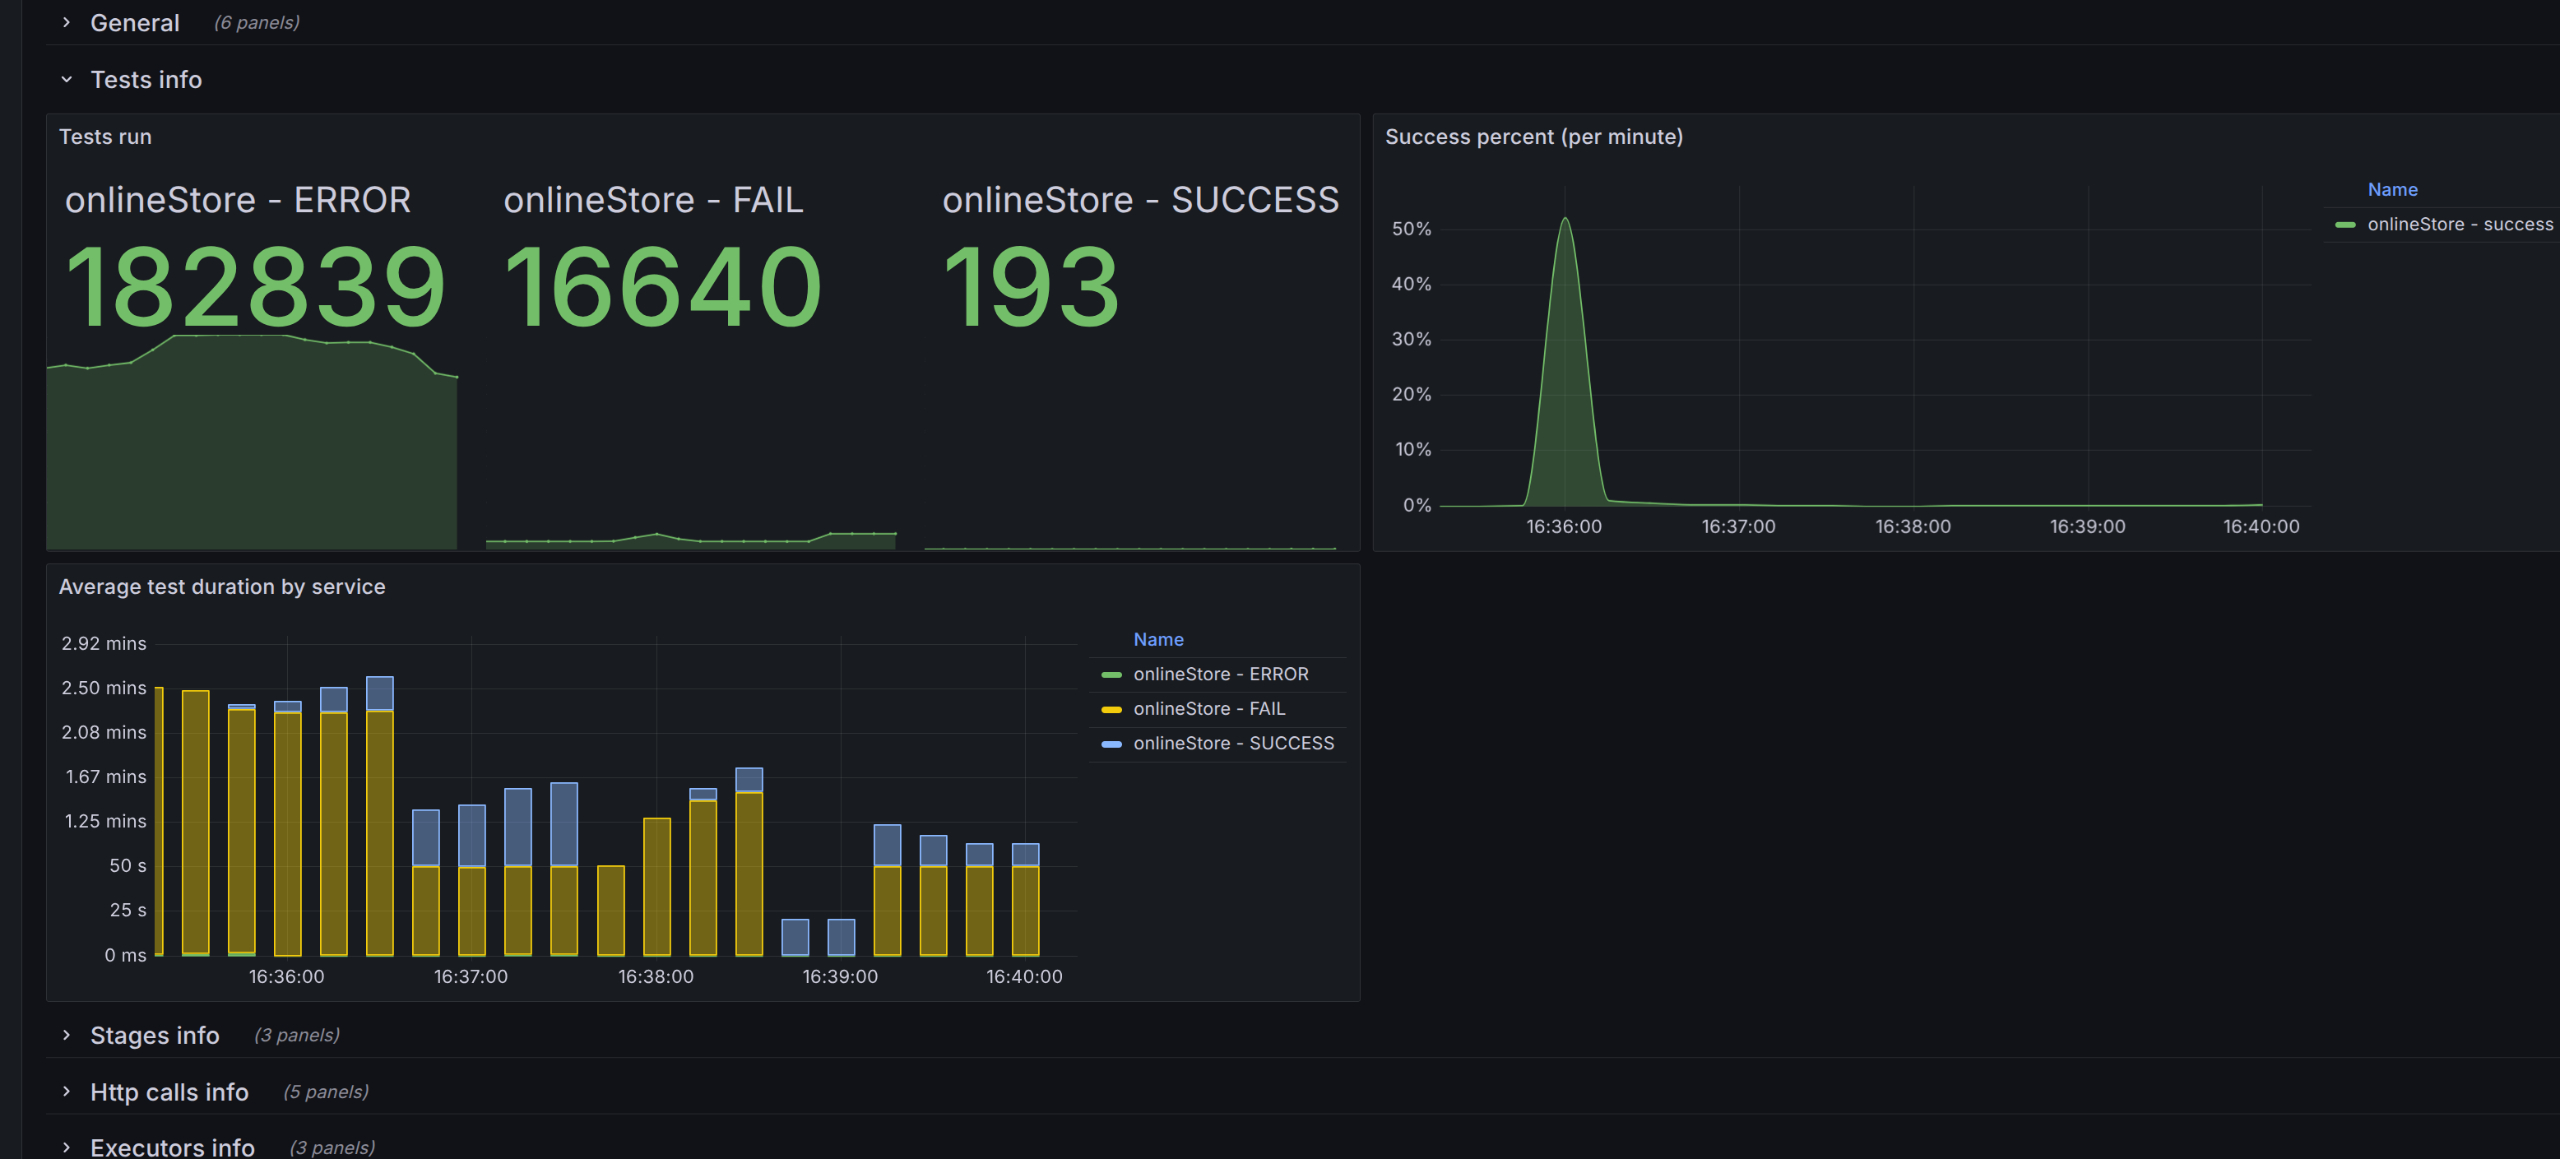 General (6 panels)
Tests info
Tests run
onlineStore - ERROR
182839
onlineStore - FAIL
16640
onlineStore - SUCCESS
193
Success percent (per minute)
50%
40%
30%
20%
10%
0%
16:36:00 16:37:00 16:38:00 16:39:00 16:40:00
Name
onlineStore - success
Average test duration by service
2.92 mins
2.50 mins
2.08 mins
1.67 mins
1.25 mins
50 s
25 s
0 ms
16:36:00 16:37:00 16:38:00 16:39:00 16:40:00
Name
onlineStore - ERROR
onlineStore - FAIL
onlineStore - SUCCESS
Stages info (3 panels)
Http calls info (5 panels)
Executors info (3 panels)